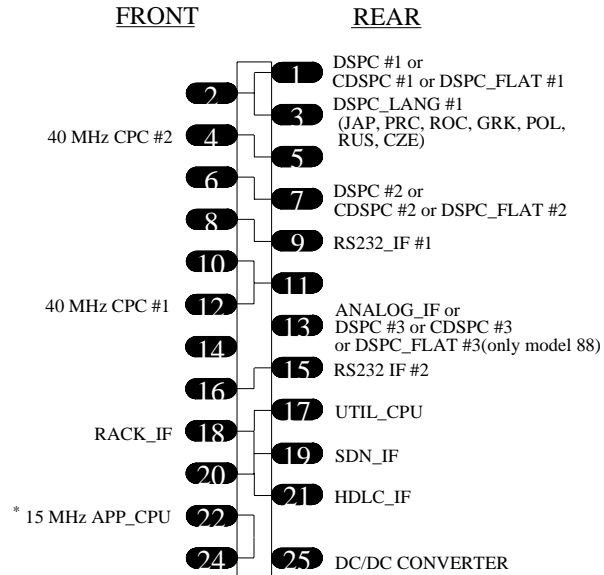 FRONT REAR
1 DSPC #1 or
CDSPC #1 or DSPC_FLAT #1
2
3 DSPC_LANG #1
(JAP, PRC, ROC, GRK, POL,
RUS, CZE)
40 MHz CPC #2 4
5
6
7 DSPC #2 or
CDSPC #2 or DSPC_FLAT #2
8
9 RS232_IF #1
10
11
40 MHz CPC #1 12
13 ANALOG_IF or
DSPC #3 or CDSPC #3
or DSPC_FLAT #3(only model 88)
14
15 RS232 IF #2
16
17 UTIL_CPU
RACK_IF 18
19 SDN_IF
20
21 HDLC_IF
* 15 MHz APP_CPU 22
24
25 DC/DC CONVERTER